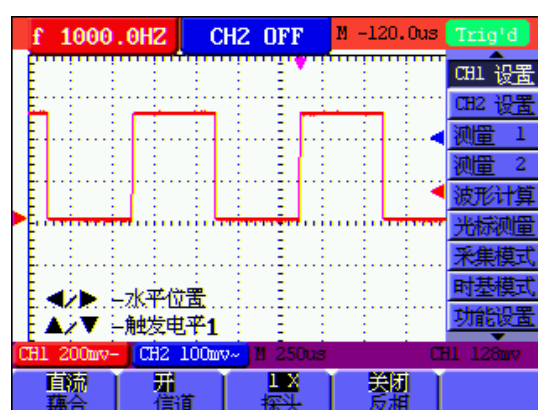 f 1000.0HZ CH2 OFF M -120.0us Trig'd
CH1 设置
CH2 设置
测量 1
测量 2
波形计算
光标测量
采集模式
时基模式
功能设置
◀/▶ -水平位置
▲/▼ -触发电平1
CH1 200mv- CH2 100mv~ M 250us CH1 128mv
直流 开 1 X 关闭
耦合 信道 探头 反相